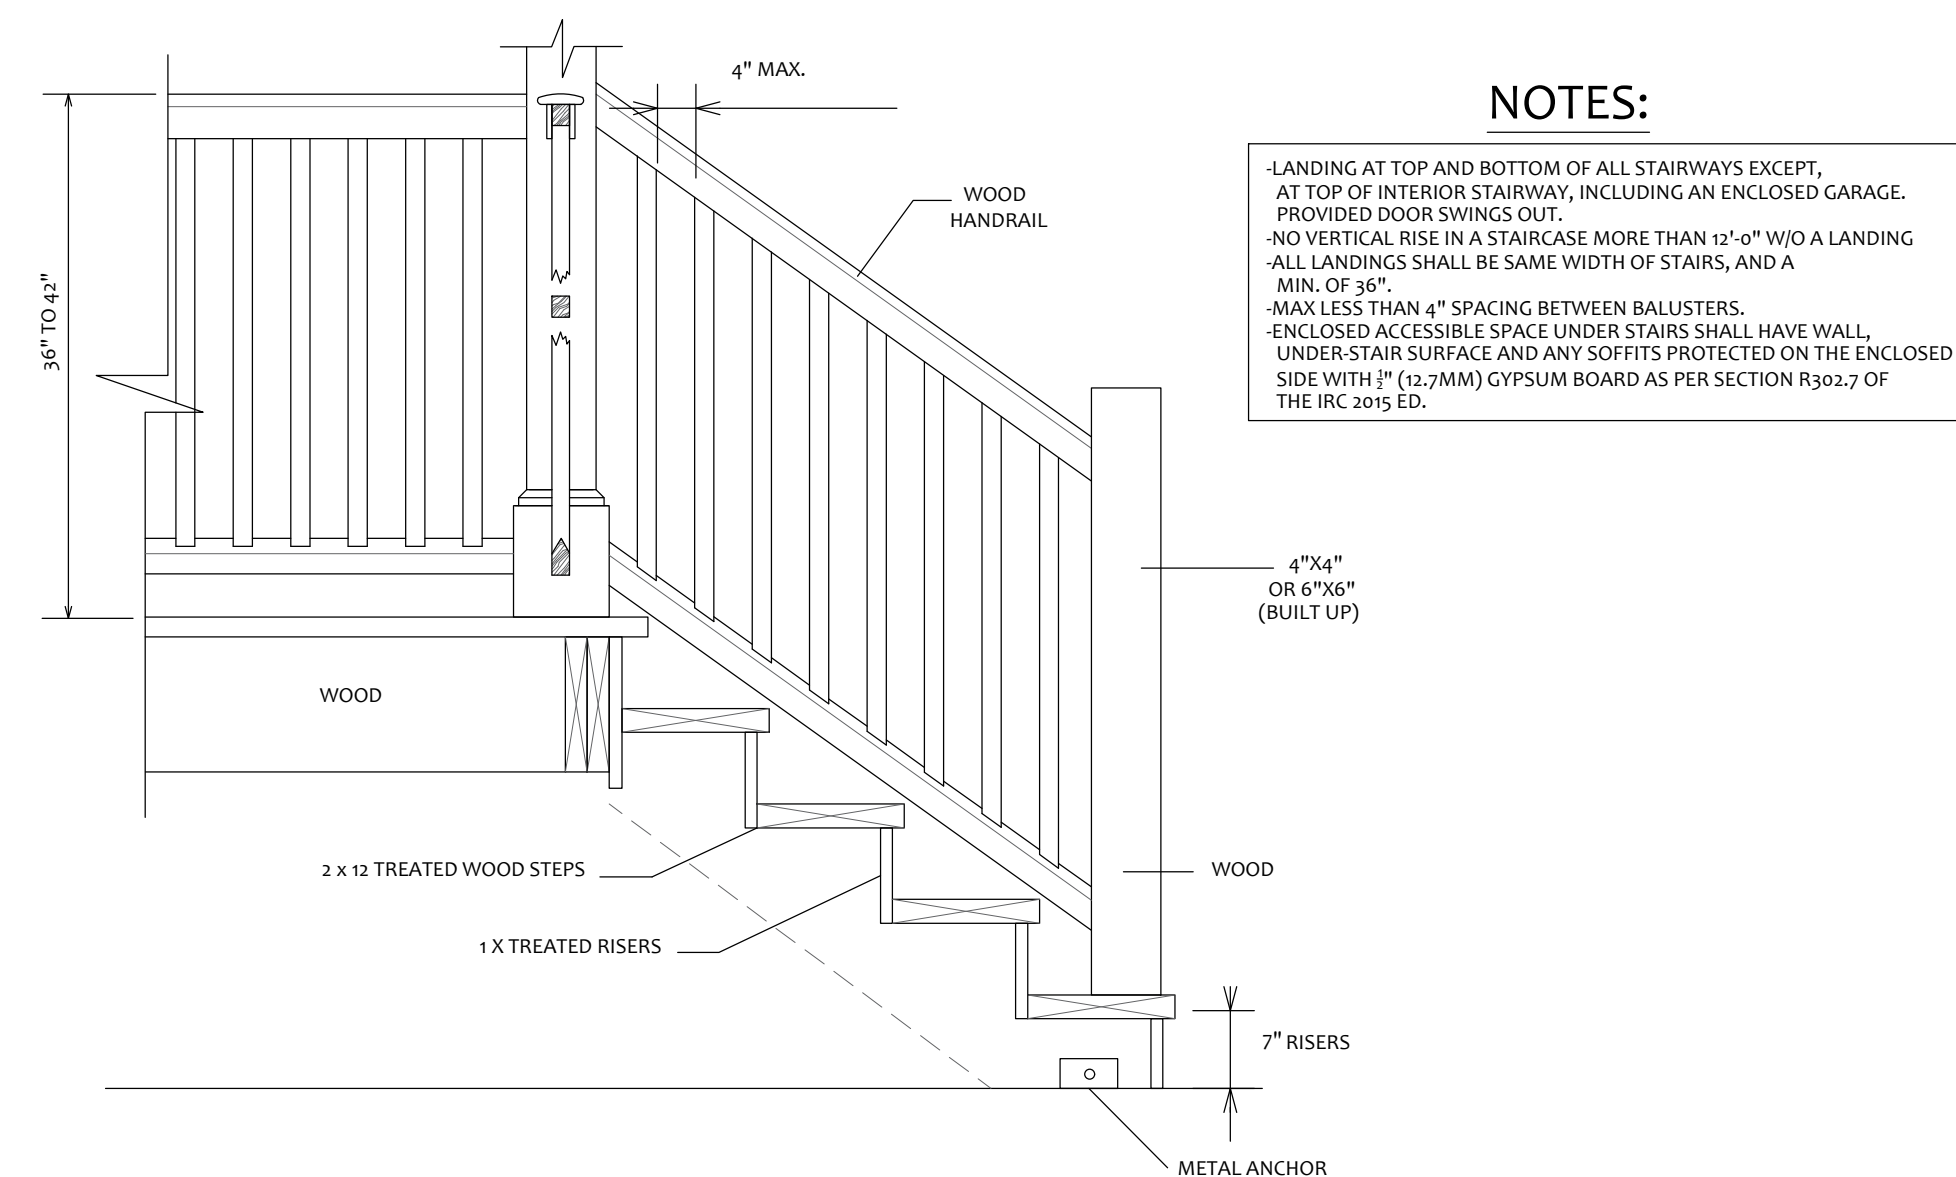 4" MAX.
NOTES:
-LANDING AT TOP AND BOTTOM OF ALL STAIRWAYS EXCEPT,
AT TOP OF INTERIOR STAIRWAY, INCLUDING AN ENCLOSED GARAGE.
PROVIDED DOOR SWINGS OUT.
-NO VERTICAL RISE IN A STAIRCASE MORE THAN 12'-0" W/O A LANDING
-ALL LANDINGS SHALL BE SAME WIDTH OF STAIRS, AND A
MIN. OF 36".
-MAX LESS THAN 4" SPACING BETWEEN BALUSTERS.
-ENCLOSED ACCESSIBLE SPACE UNDER STAIRS SHALL HAVE WALL,
UNDER-STAIR SURFACE AND ANY SOFFITS PROTECTED ON THE ENCLOSED
SIDE WITH ½" (12.7MM) GYPSUM BOARD AS PER SECTION R302.7 OF
THE IRC 2015 ED.
WOOD
HANDRAIL
36" TO 42"
4"X4"
OR 6"X6"
(BUILT UP)
WOOD
2 x 12 TREATED WOOD STEPS
WOOD
1 X TREATED RISERS
7" RISERS
METAL ANCHOR